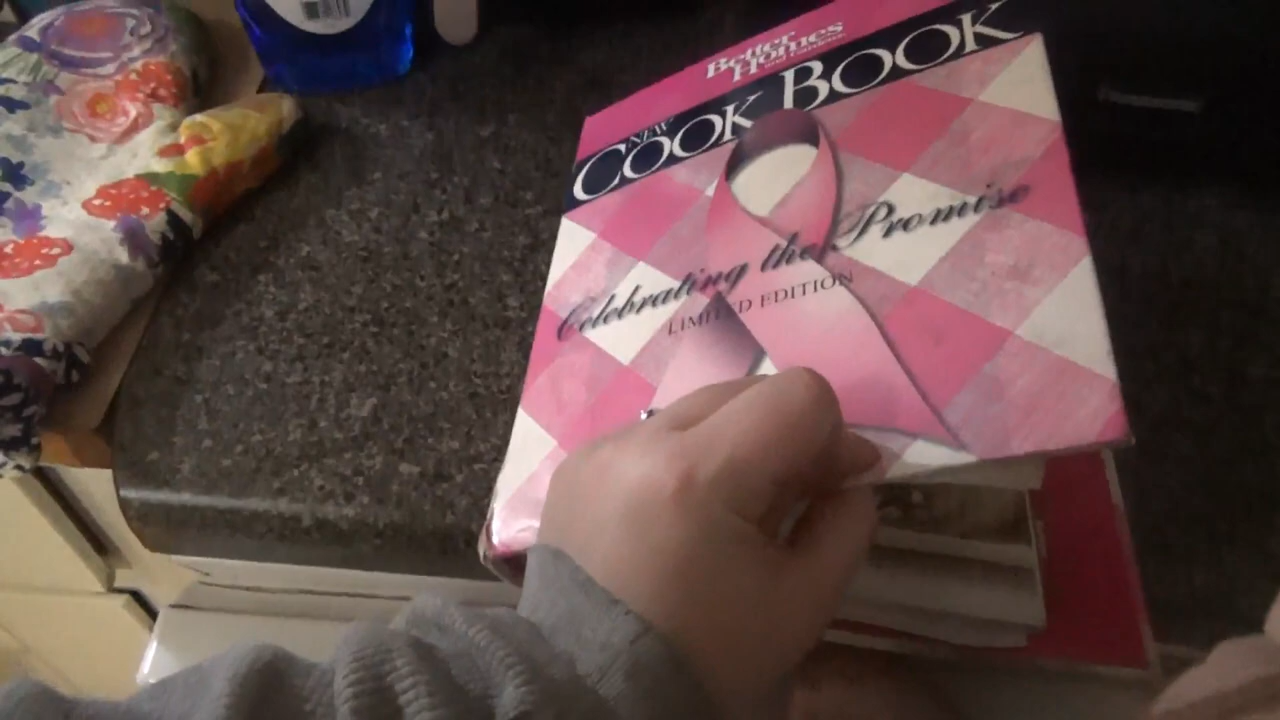 Better
Homes
and Gardens
NEW
COOK BOOK
Celebrating the Promise
LIMITED EDITION